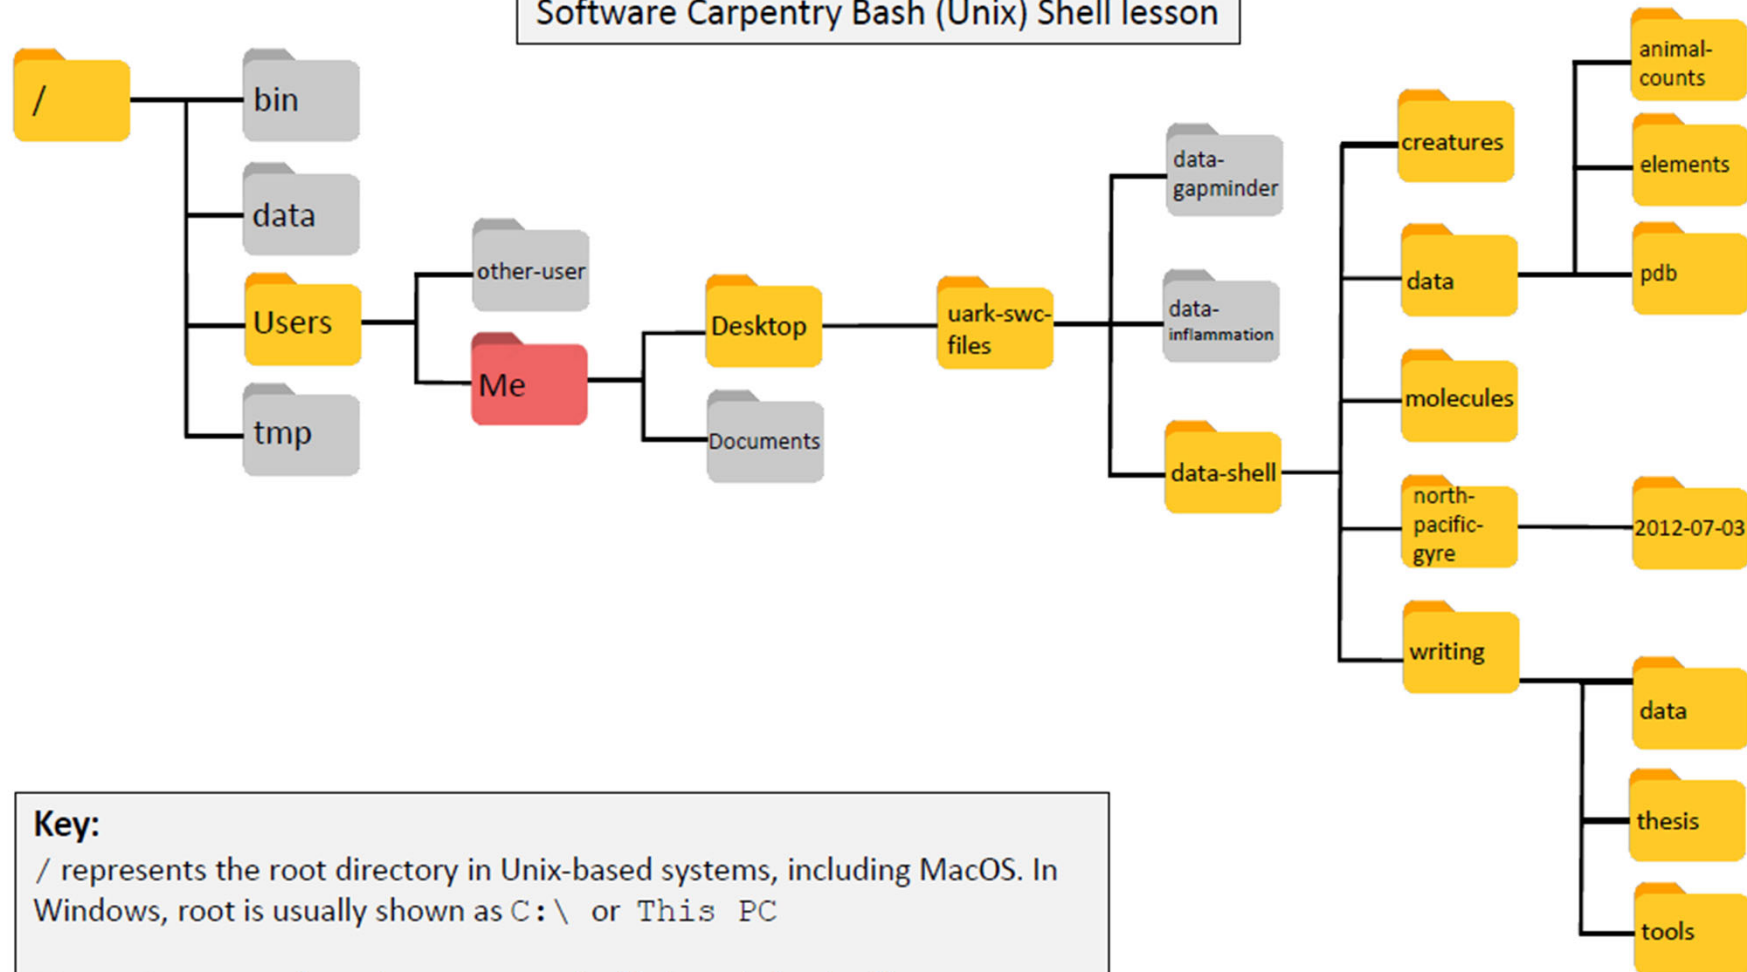 Software Carpentry Bash (Unix) Shell lesson
/
bin
data
Users
tmp
other-user
Me
Desktop
Documents
uark-swc-
files
data-
gapminder
data-
inflammation
data-shell
creatures
data
molecules
north-
pacific-
gyre
writing
animal-
counts
elements
pdb
2012-07-03
data
thesis
tools
Key:
/ represents the root directory in Unix-based systems, including MacOS. In
Windows, root is usually shown as C:\ or This PC